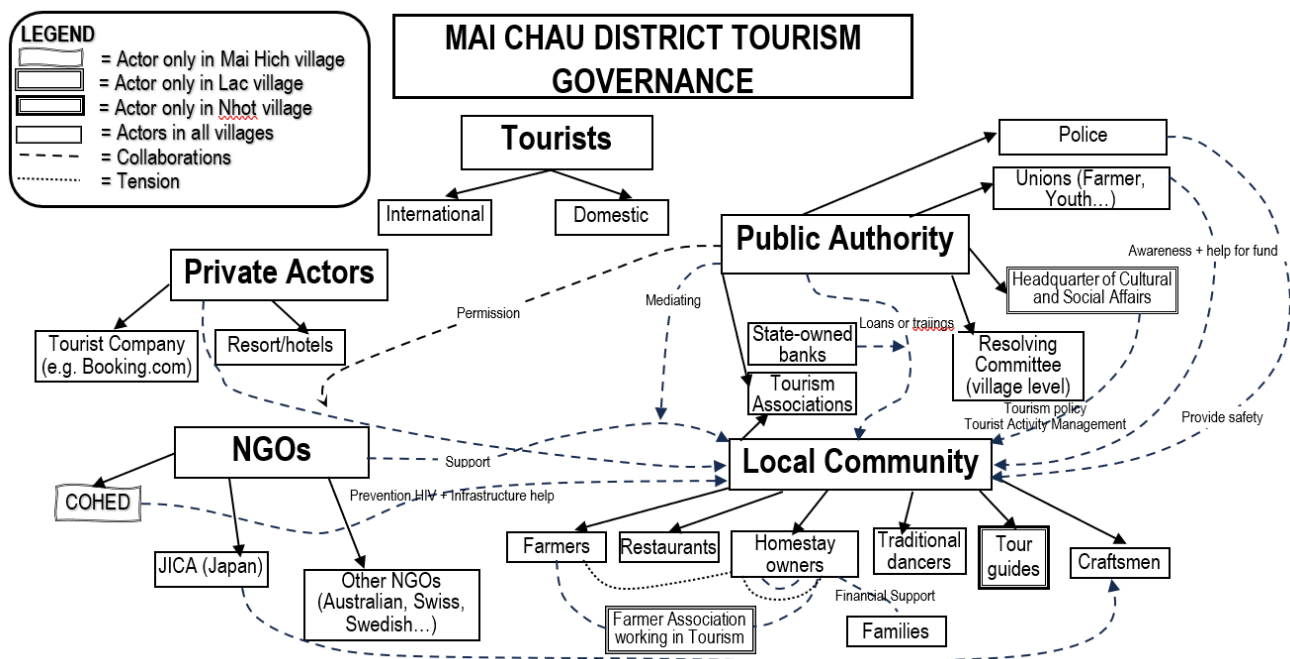 LEGEND
= Actor only in Mai Hich village
= Actor only in Lac village
= Actor only in Nhot village
= Actors in all villages
= Collaborations
= Tension
MAI CHAU DISTRICT TOURISM
GOVERNANCE
Tourists
International
Domestic
Police
Unions (Farmer,
Youth…)
Public Authority
Awareness + help for fund
Headquarter of Cultural
and Social Affairs
Private Actors
Permission
Mediating
Tourist Company
(e.g. Booking.com)
Resort/hotels
Loans or traiings
State-owned
banks
Tourism
Associations
Resolving
Committee
(village level)
Tourism policy
Tourist Activity Management
Provide safety
NGOs
Support
Local Community
COHED
Prevention HIV + Infrastructure help
JICA (Japan)
Other NGOs
(Australian, Swiss,
Swedish…)
Farmers
Restaurants
Homestay
owners
Traditional
dancers
Tour
guides
Craftsmen
Financial Support
Farmer Association
working in Tourism
Families